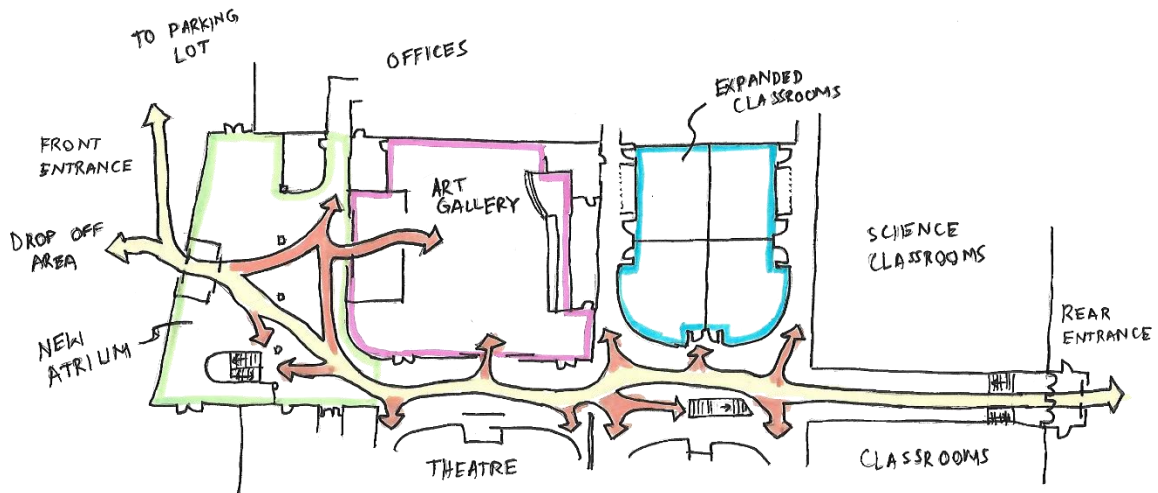 TO PARKING
LOT
OFFICES
EXPANDED
CLASSROOMS
FRONT
ENTRANCE
ART
GALLERY
DROP OFF
AREA
SCIENCE
CLASSROOMS
NEW
ATRIUM
REAR
ENTRANCE
THEATRE
CLASSROOMS